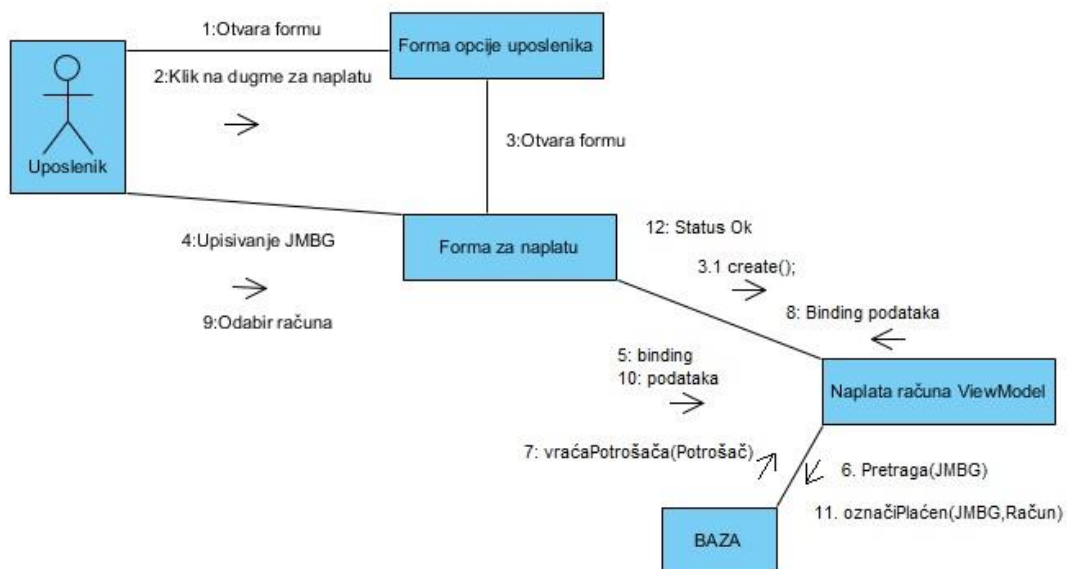 1:Otvara formu
Forma opcije uposlenika
2:Klik na dugme za naplatu
Uposlenik
3:Otvara formu
4:Upisivanje JMBG
Forma za naplatu
12: Status Ok
3.1 create();
9:Odabir računa
8: Binding podataka
5: binding
10: podataka
Naplata računa ViewModel
7: vraćaPotrošača(Potrošač)
6. Pretraga(JMBG)
11. označiPlaćen(JMBG,Račun)
BAZA